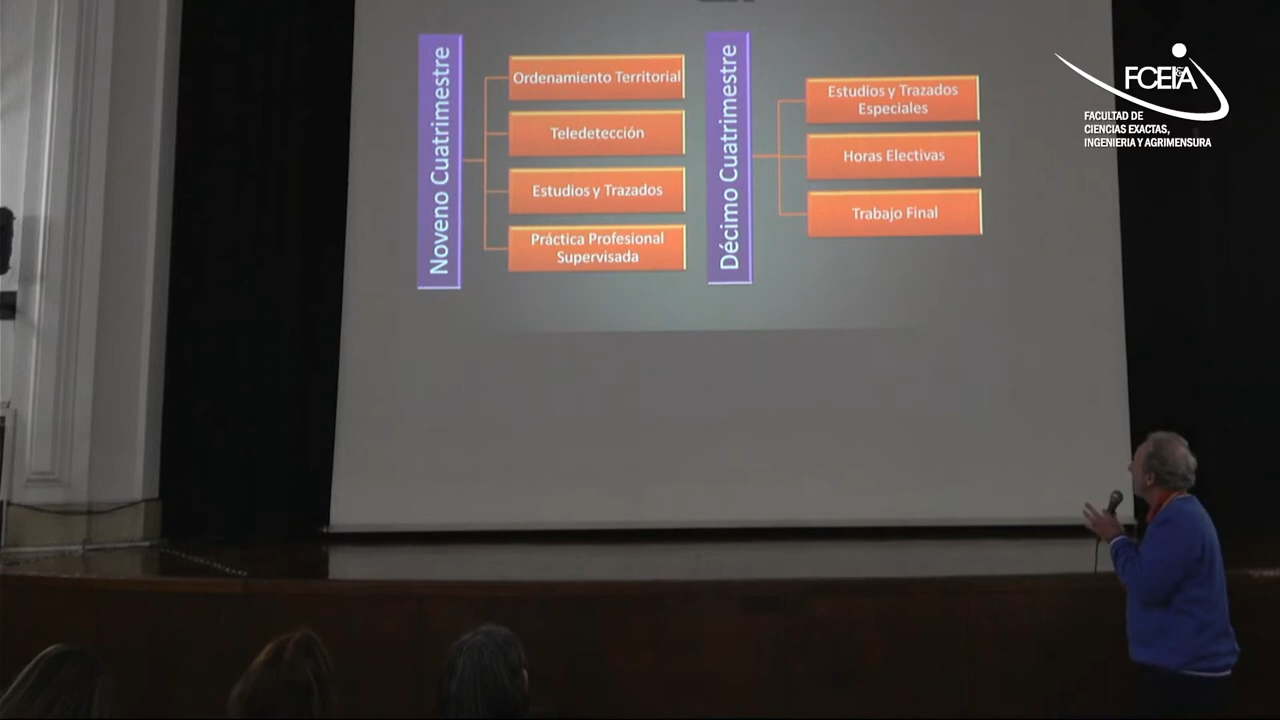 Noveno Cuatrimestre
Ordenamiento Territorial
Teledetección
Estudios y Trazados
Práctica Profesional
Supervisada
Décimo Cuatrimestre
Estudios y Trazados
Especiales
Horas Electivas
Trabajo Final
FCEIA
FACULTAD DE
CIENCIAS EXACTAS,
INGENIERIA Y AGRIMENSURA